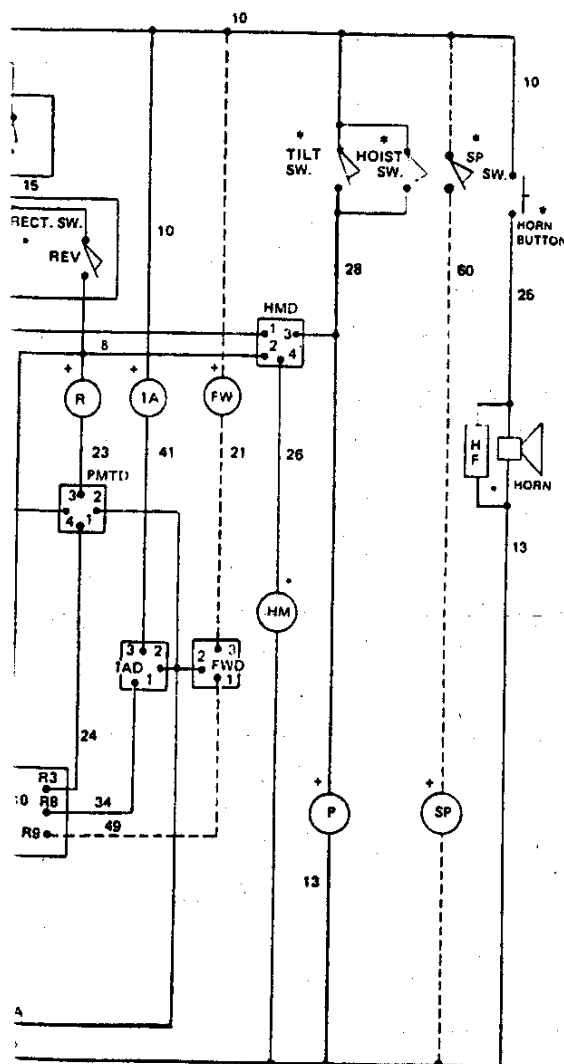 10
10
15
* TILT SW.
* HOIST SW.
* SP SW.
RECT. SW.
*
REV
10
* HORN BUTTON
28
60
26
HMD
1 3
2 4
8
+ R
+ 1A
+ FW
23
41
21
26
PMTD
3 2
4 1
HF
* HORN
13
HM
3 2
1AD
1
3
2 FWD
1
24
R3
R8
34
R9
49
+ P
+ SP
13
A